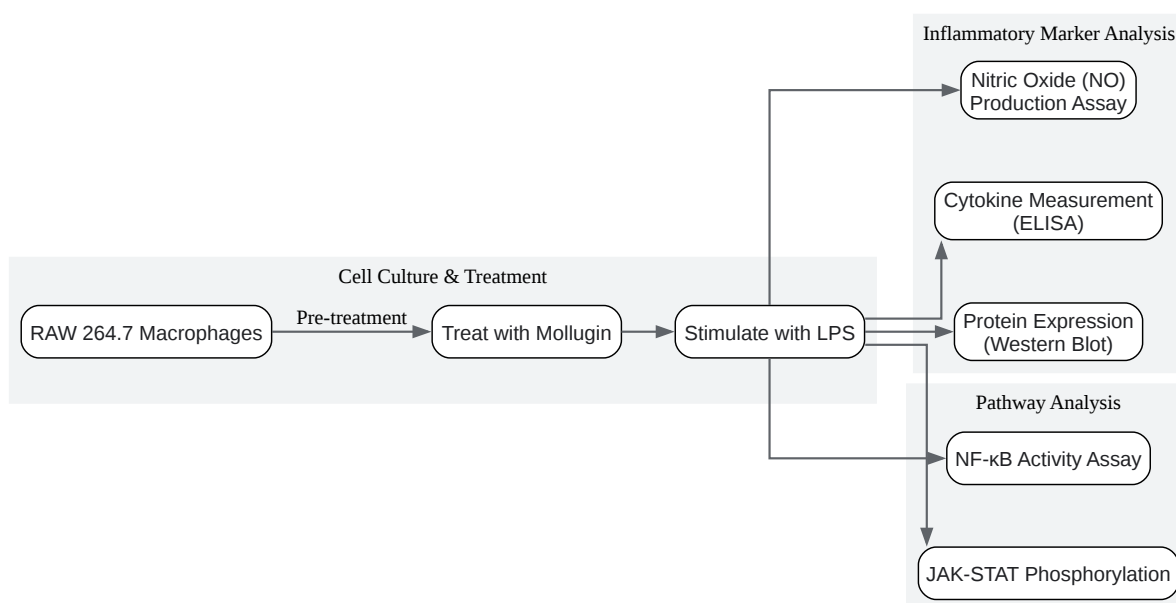 Inflammatory Marker Analysis
Nitric Oxide (NO)
Production Assay
Cytokine Measurement
(ELISA)
Cell Culture & Treatment
RAW 264.7 Macrophages
Pre-treatment
Treat with Mollugin
Stimulate with LPS
Protein Expression
(Western Blot)
Pathway Analysis
NF-κB Activity Assay
JAK-STAT Phosphorylation